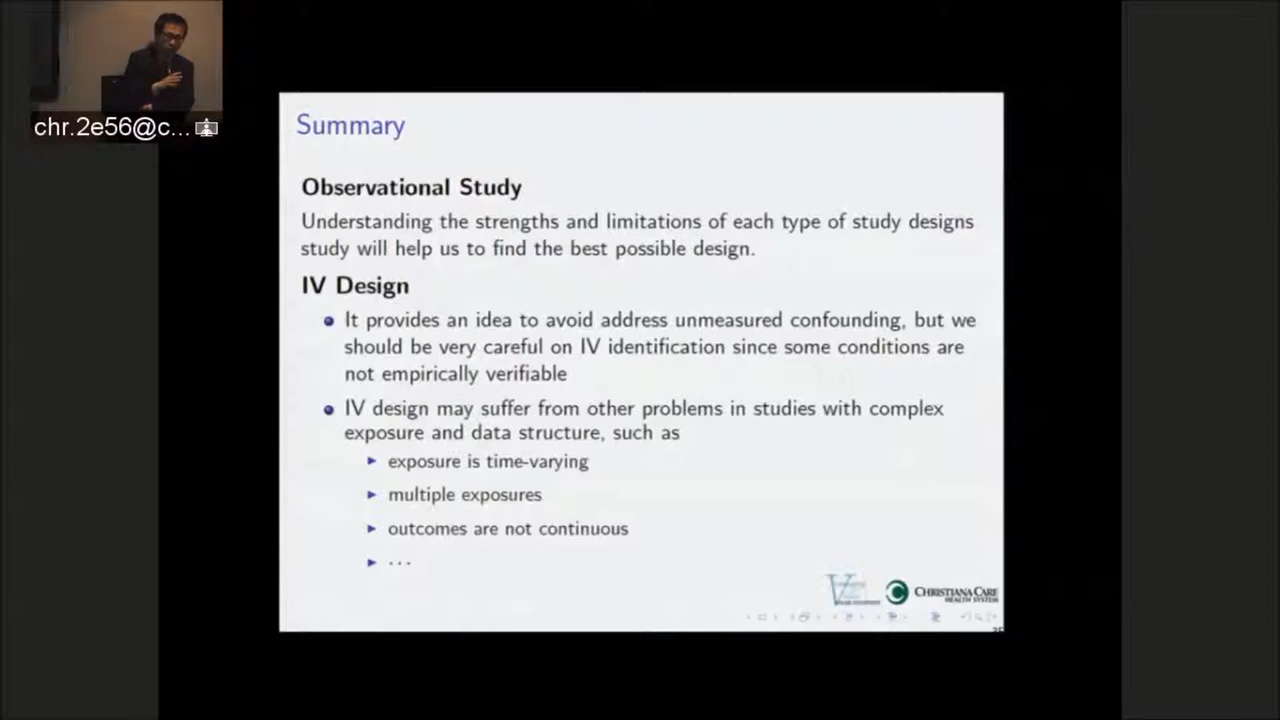 chr.2e56@c...
Summary
Observational Study
Understanding the strengths and limitations of each type of study designs
study will help us to find the best possible design.
IV Design
It provides an idea to avoid address unmeasured confounding, but we
should be very careful on IV identification since some conditions are
not empirically verifiable
IV design may suffer from other problems in studies with complex
exposure and data structure, such as
exposure is time-varying
multiple exposures
outcomes are not continuous
...
CHRISTIANA CARE
HEALTH SYSTEM